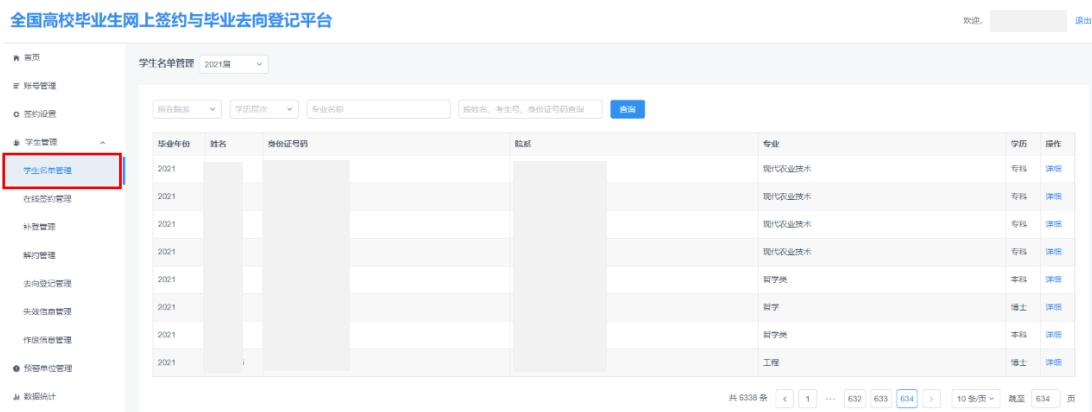 全国高校毕业生网上签约与毕业去向登记平台
欢迎,
退出
首页
账号管理
签约设置
学生管理
学生名单管理
在线签约管理
补登管理
解约管理
去向登记管理
失效信息管理
作废信息管理
预警单位管理
数据统计
学生名单管理 2021届
所在院系 学历层次 专业名称 按姓名、考生号、身份证号码查询 查询
毕业年份 姓名 身份证号码 院系 专业 学历 操作
2021 现代农业技术 专科 详细
2021 现代农业技术 专科 详细
2021 现代农业技术 专科 详细
2021 现代农业技术 专科 详细
2021 哲学类 本科 详细
2021 哲学 博士 详细
2021 哲学类 本科 详细
2021 工程 博士 详细
共 6338 条 < 1 ··· 632 633 634 > 10 条/页 跳至 634 页